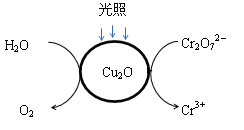 光照
H₂O
Cr₂O₇²⁻
Cu₂O
O₂
Cr³⁺